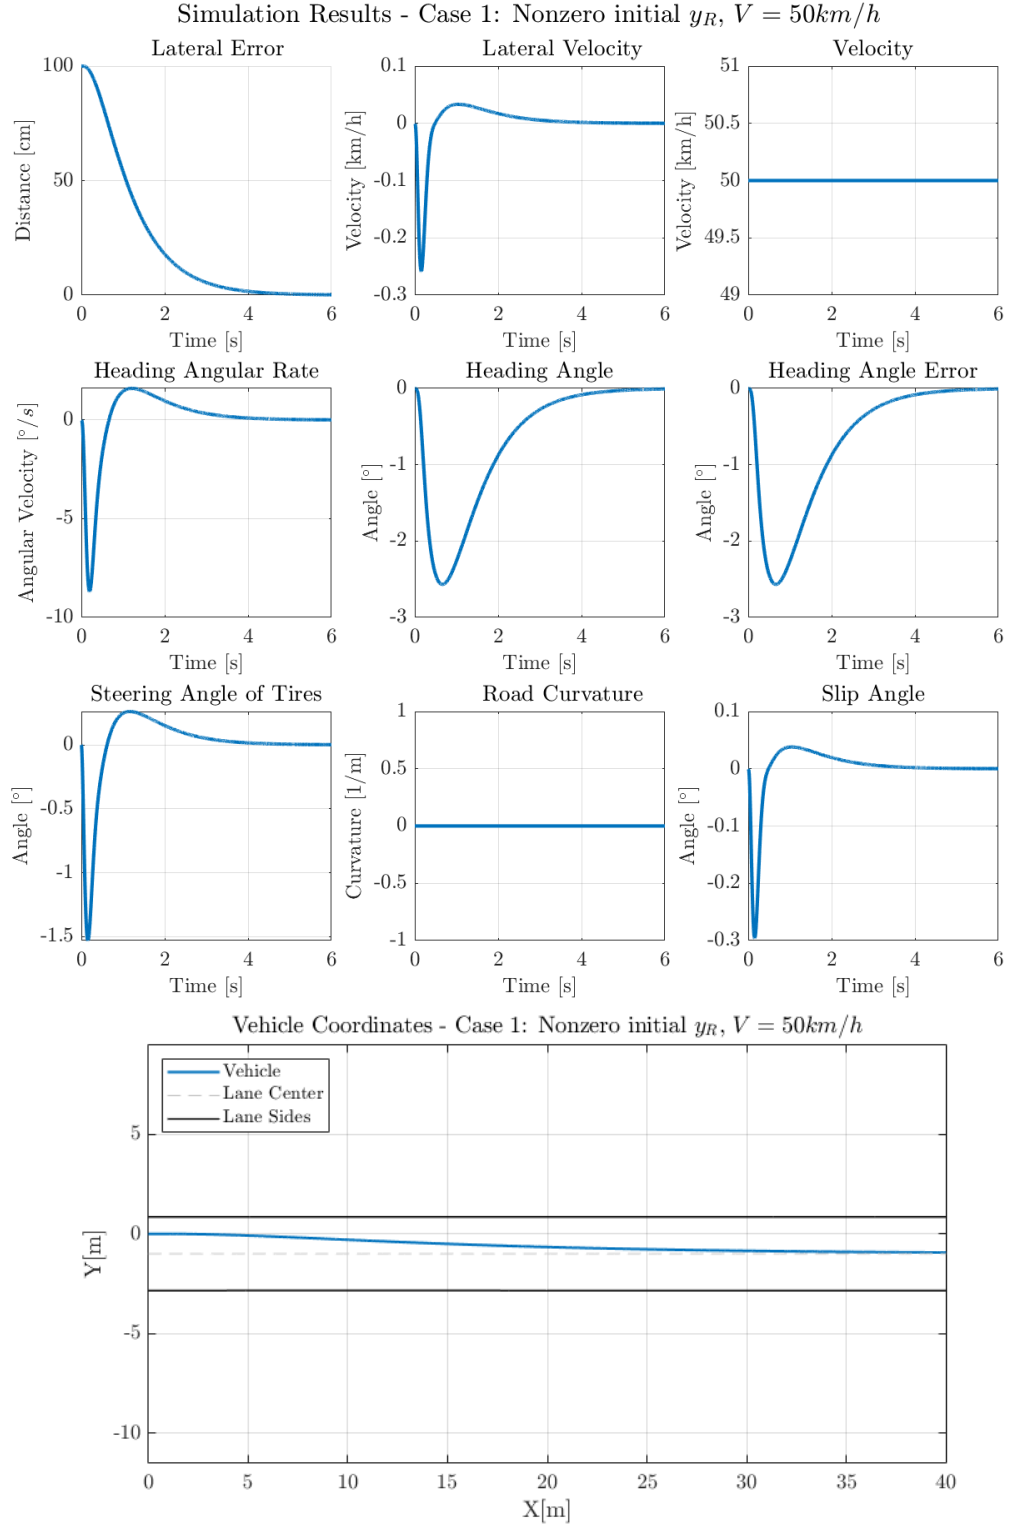 Simulation Results - Case 1: Nonzero initial y_R, V = 50km/h
Lateral Error
Lateral Velocity
Velocity
100
50
0
Distance [cm]
0 2 4 6
Time [s]
0.1
0
-0.1
-0.2
-0.3
Velocity [km/h]
0 2 4 6
Time [s]
51
50.5
50
49.5
49
Velocity [km/h]
0 2 4 6
Time [s]
Heading Angular Rate
Heading Angle
Heading Angle Error
0
-5
-10
Angular Velocity [°/s]
0 2 4 6
Time [s]
0
-1
-2
-3
Angle [°]
0 2 4 6
Time [s]
0
-1
-2
-3
Angle [°]
0 2 4 6
Time [s]
Steering Angle of Tires
Road Curvature
Slip Angle
0
-0.5
-1
-1.5
Angle [°]
0 2 4 6
Time [s]
1
0.5
0
-0.5
-1
Curvature [1/m]
0 2 4 6
Time [s]
0.1
0
-0.1
-0.2
-0.3
Angle [°]
0 2 4 6
Time [s]
Vehicle Coordinates - Case 1: Nonzero initial y_R, V = 50km/h
Vehicle
Lane Center
Lane Sides
5
0
-5
-10
Y[m]
0 5 10 15 20 25 30 35 40
X[m]